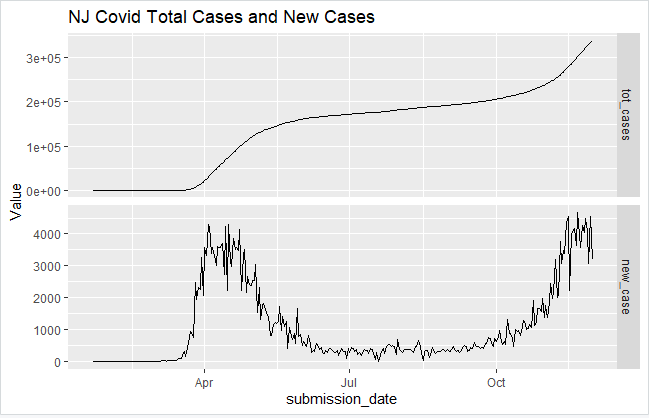 NJ Covid Total Cases and New Cases
3e+05
2e+05
1e+05
0e+00
tot_cases
Value
4000
3000
2000
1000
0
new_case
Apr
Jul
Oct
submission_date